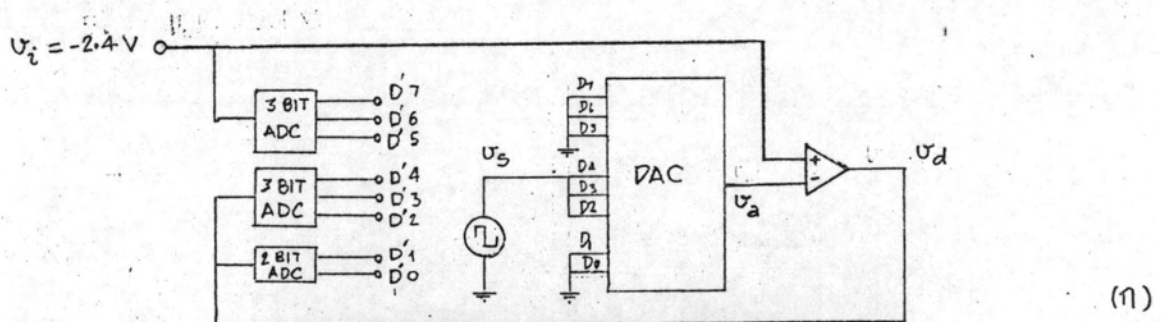 υi = -2.4 V
3 BIT
ADC
D'7
D'6
D'5
3 BIT
ADC
D'4
D'3
D'2
2 BIT
ADC
D'1
D'0
υs
D7
D6
D5
D4
D3
D2
D1
D0
DAC
υa
+
-
υd
(ก)